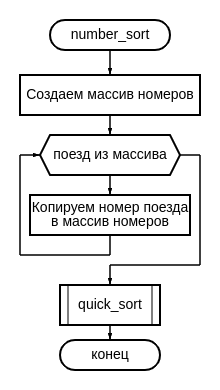 number_sort
Создаем массив номеров
поезд из массива
Копируем номер поезда
в массив номеров
quick_sort
конец